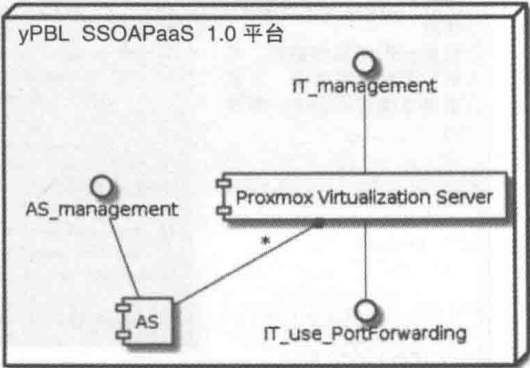 yPBL SSOAPaaS 1.0 平台
IT_management
AS_management
Proxmox Virtualization Server
*
AS
IT_use_PortForwarding